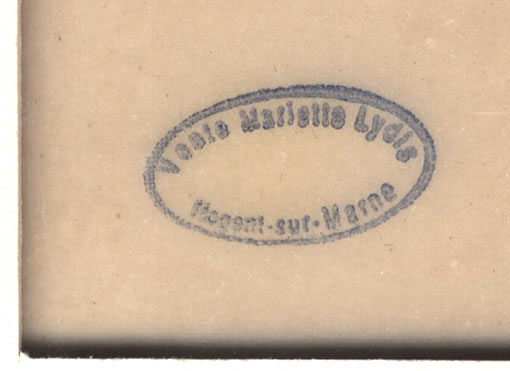 Vente Mariette Lydis
Nogent-sur-Marne